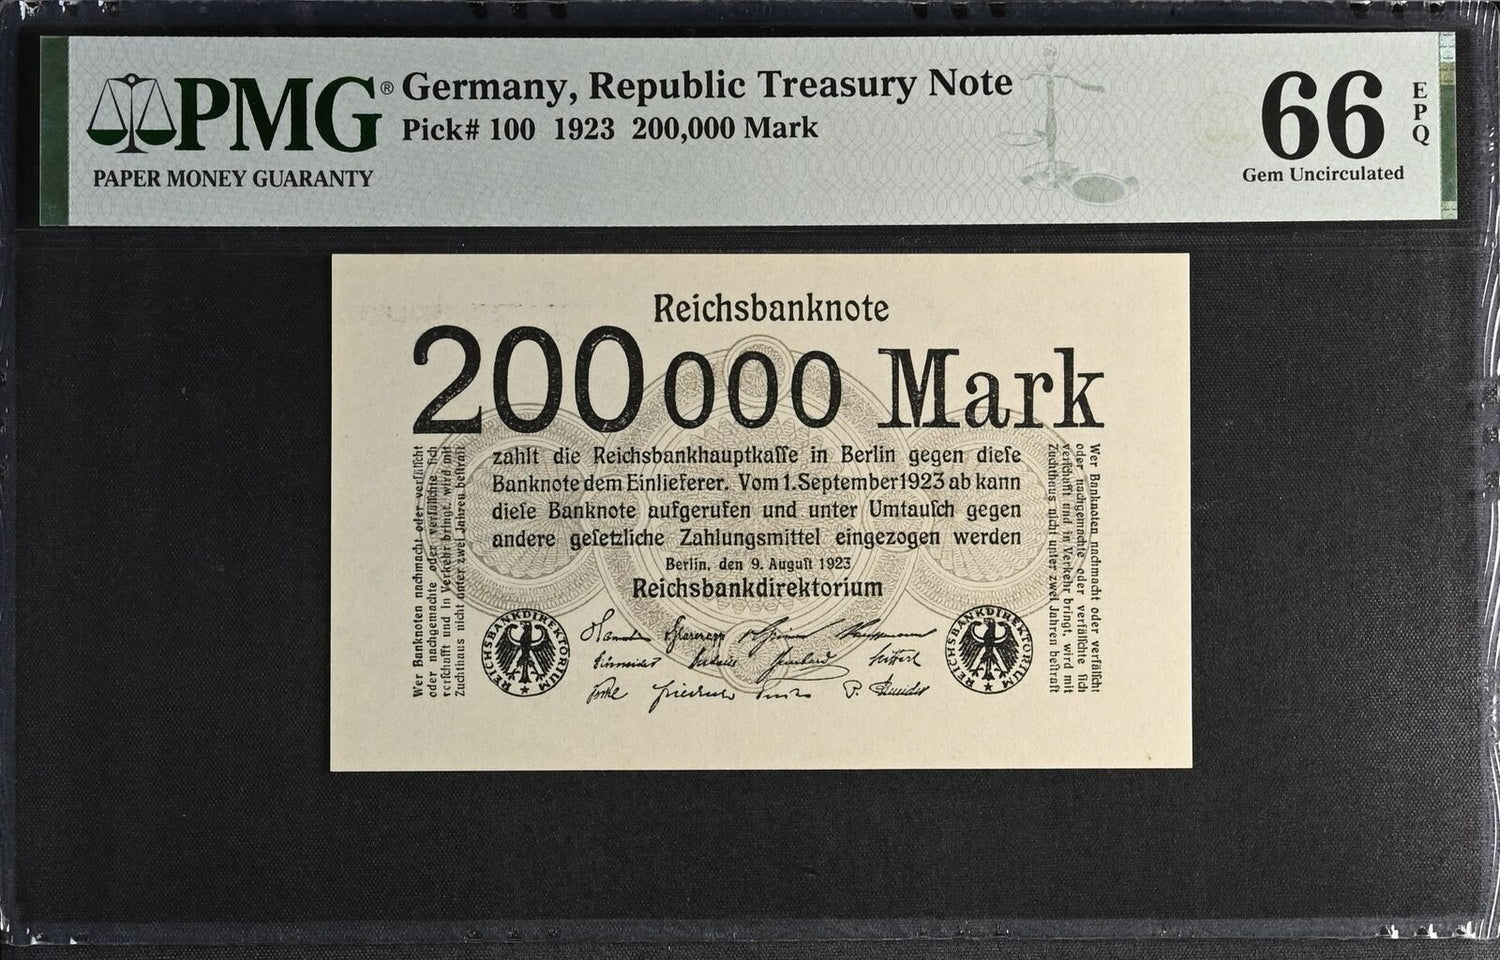 PMG®
PAPER MONEY GUARANTY
Germany, Republic Treasury Note
Pick# 100 1923 200,000 Mark
66
EPQ
Gem Uncirculated
Reichsbanknote
200000 Mark
zahlt die Reichsbankhauptkaſſe in Berlin gegen dieſe
Banknote dem Einlieferer. Vom 1. September 1923 ab kann
dieſe Banknote aufgerufen und unter Umtauſch gegen
andere geſetzliche Zahlungsmittel eingezogen werden
Berlin, den 9. Auguſt 1923
Reichsbankdirektorium
Wer Banknoten nachmacht oder verfälſcht
oder nachgemachte oder verfälſchte ſich
verſchafft und in Verkehr bringt, wird mit
Zuchthaus nicht unter zwei Jahren beſtraft
Wer Banknoten nachmacht oder verfälſcht
oder nachgemachte oder verfälſchte ſich
verſchafft und in Verkehr bringt, wird mit
Zuchthaus nicht unter zwei Jahren beſtraft
REICHSBANKDIREKTORIUM
REICHSBANKDIREKTORIUM